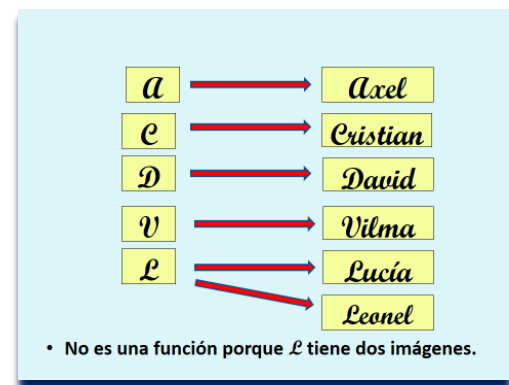 A Axel
C Cristian
D David
V Vilma
L Lucía
Leonel
• No es una función porque L tiene dos imágenes.